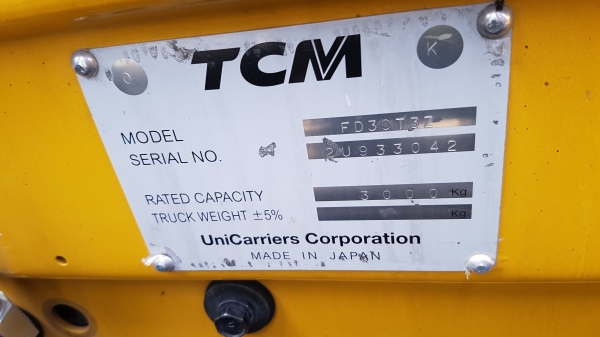 O TCM K
MODEL FD30T3Z
SERIAL NO. 2U933042
RATED CAPACITY 3000 Kg
TRUCK WEIGHT ±5% Kg
UniCarriers Corporation
MADE IN JAPAN